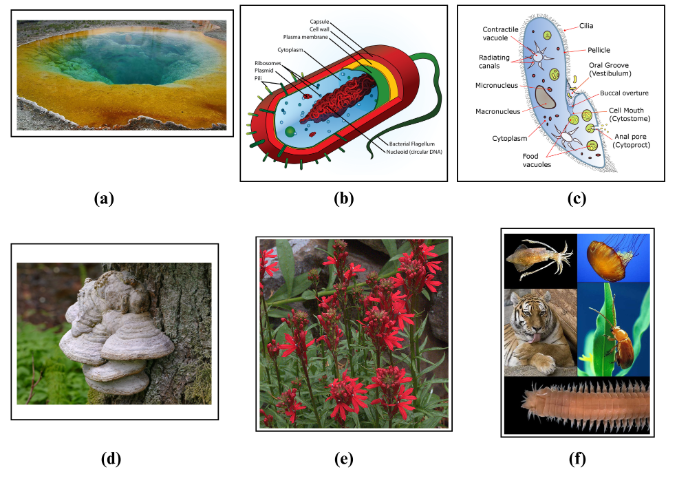 Capsule
Cell wall
Plasma membrane
Cytoplasm
Ribosomes
Plasmid
Pili
Bacterial Flagellum
Nucleoid (circular DNA)
Contractile
vacuole
Radiating
canals
Micronucleus
Macronucleus
Cytoplasm
Food
vacuoles
Cilia
Pellicle
Oral Groove
(Vestibulum)
Buccal overture
Cell Mouth
(Cytostome)
Anal pore
(Cytoproct)
(a)
(b)
(c)
(d)
(e)
(f)